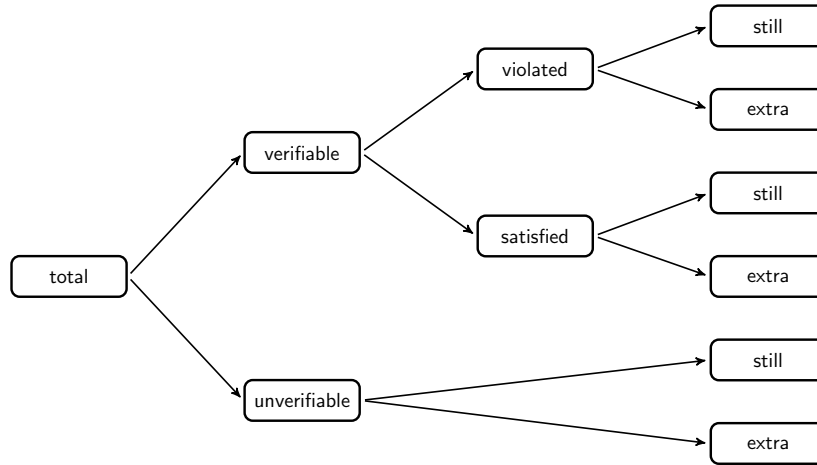 still
violated
extra
verifiable
still
satisfied
extra
total
still
unverifiable
extra